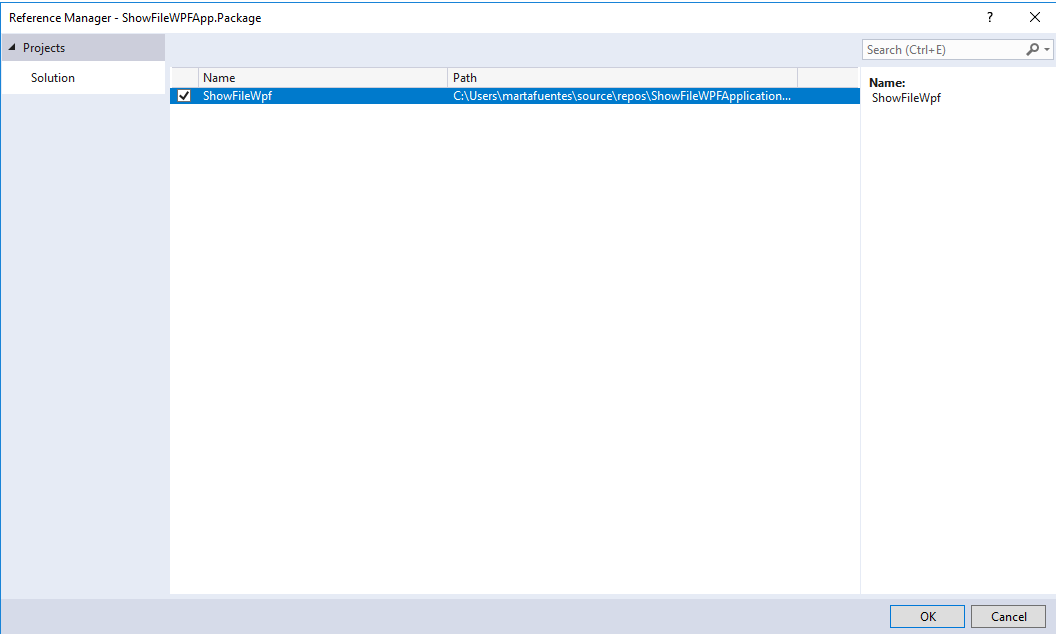 Reference Manager - ShowFileWPFApp.Package
?
Projects
Search (Ctrl+E)
Solution
Name Path
ShowFileWpf C:\Users\martafuentes\source\repos\ShowFileWPFApplication...
Name:
ShowFileWpf
OK Cancel